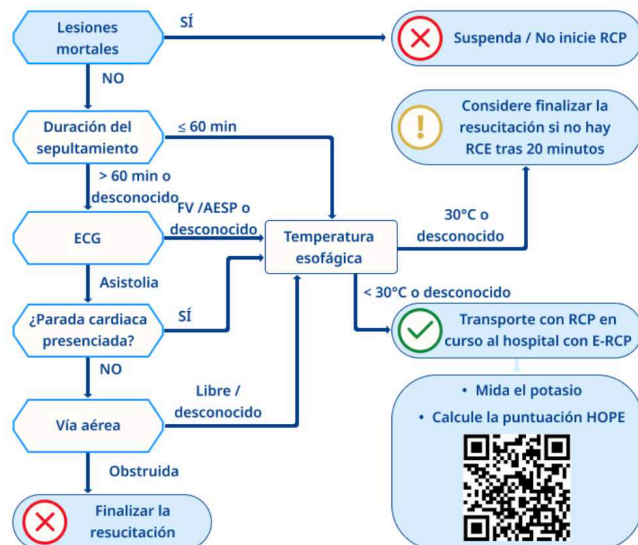 Lesiones
mortales
SÍ
Suspenda / No inicie RCP
NO
Duración del
sepultamiento
≤ 60 min
Considere finalizar la
resucitación si no hay
RCE tras 20 minutos
> 60 min o
desconocido
FV /AESP o
desconocido
ECG
Temperatura
esofágica
30°C o
desconocido
Asistolia
< 30°C o desconocido
¿Parada cardiaca
presenciada?
SÍ
Transporte con RCP en
curso al hospital con E-RCP
NO
Libre /
desconocido
• Mida el potasio
• Calcule la puntuación HOPE
Vía aérea
Obstruida
Finalizar la
resucitación